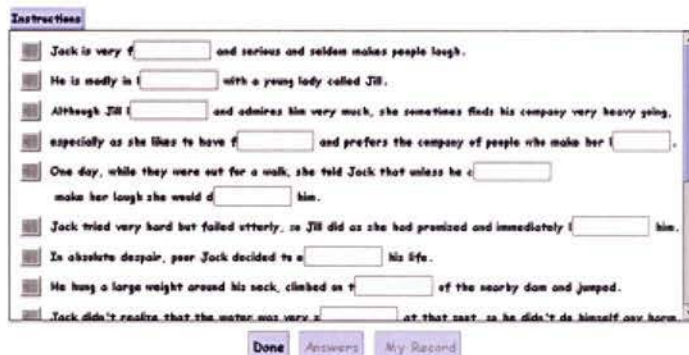 Instructions
Jack is very f and serious and seldom makes people laugh.
He is madly in l with a young lady called Jill.
Although Jill l and admires him very much, she sometimes finds his company very heavy going,
especially as she likes to have f and prefers the company of people who make her l .
One day, while they were out for a walk, she told Jack that unless he c
make her laugh she would d him.
Jack tried very hard but failed utterly, so Jill did as she had promised and immediately l him.
In absolute despair, poor Jack decided to e his life.
He hung a large weight around his neck, climbed on t of the nearby dam and jumped.
Jack didn't realize that the water was very s at that spot, so he didn't do himself any harm.
Done Answers My Record